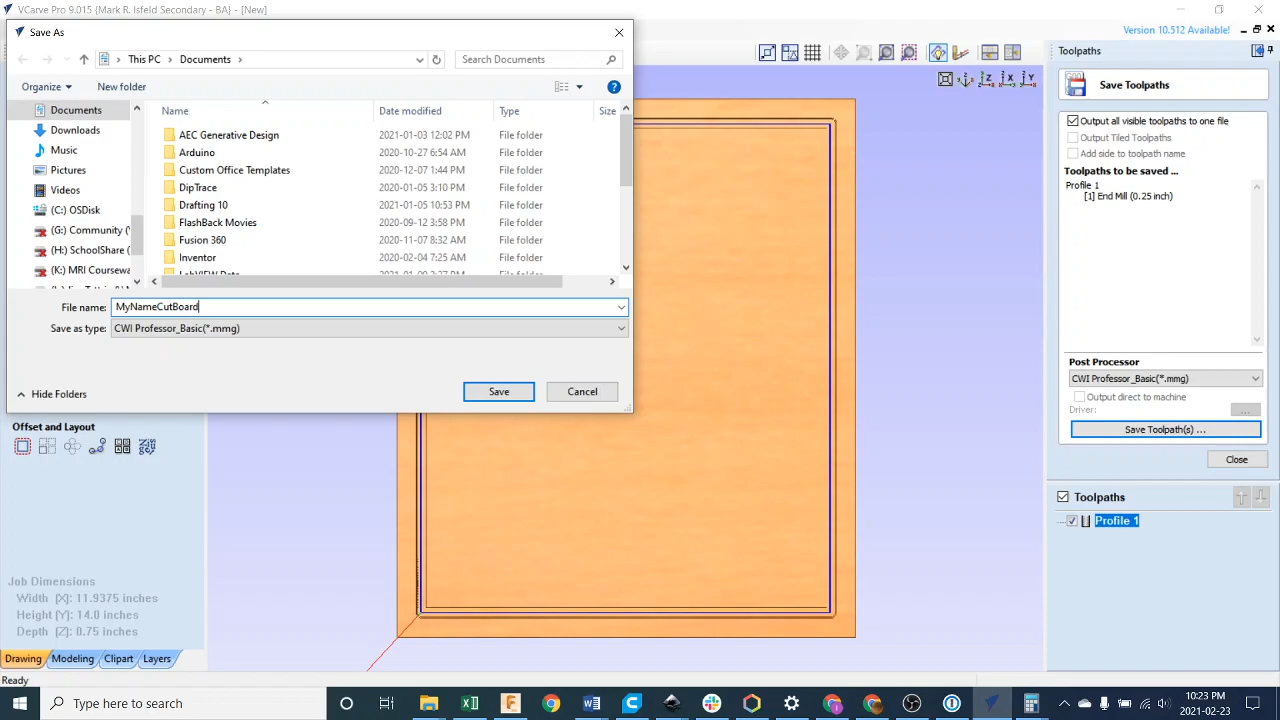 VCarve Pro 9.015 {Mark R. Isfeld Secondary - BA} - [New]
Version 10.512 Available!
Save As
This PC > Documents >
Search Documents
Organize
New folder
Documents
Downloads
Music
Pictures
Videos
(C:) OSDisk
(G:) Community (
(H:) SchoolShare (
(K:) MRI Coursew
Name
Date modified
Type
Size
AEC Generative Design 2021-01-03 12:02 PM File folder
Arduino 2020-10-27 6:54 AM File folder
Custom Office Templates 2020-12-07 1:44 PM File folder
DipTrace 2020-01-05 3:10 PM File folder
Drafting 10 2021-01-05 10:53 PM File folder
FlashBack Movies 2020-09-12 3:58 PM File folder
Fusion 360 2020-11-07 8:32 AM File folder
Inventor 2020-02-04 7:25 AM File folder
File name: MyNameCutBoard
Save as type: CWI Professor_Basic(*.mmg)
Hide Folders
Save
Cancel
Offset and Layout
Job Dimensions
Width [X]: 11.9375 inches
Height [Y]: 14.0 inches
Depth [Z]: 0.75 inches
Drawing
Modeling
Clipart
Layers
Ready
Toolpaths
Save Toolpaths
Output all visible toolpaths to one file
Output Tiled Toolpaths
Add side to toolpath name
Toolpaths to be saved ...
Profile 1
[1] End Mill (0.25 inch)
Post Processor
CWI Professor_Basic(*.mmg)
Output direct to machine
Driver:
...
Save Toolpath(s) ...
Close
Toolpaths
Profile 1
Type here to search
10:23 PM
2021-02-23